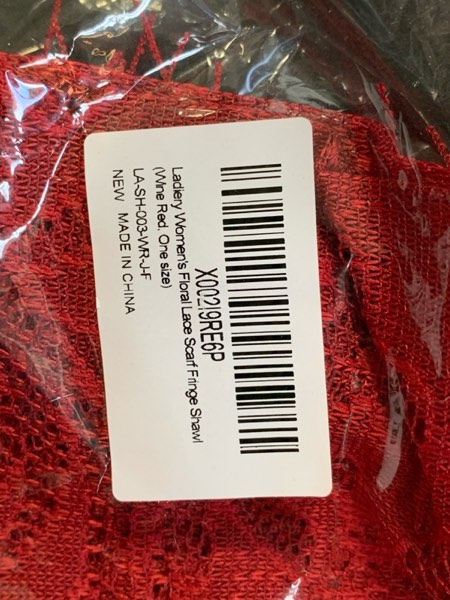 X002I9RE6P
Ladiery Women's Floral Lace Scarf Fringe Shawl
(Wine Red, One size)
LA-SH-003-WR-J-F
NEW MADE IN CHINA